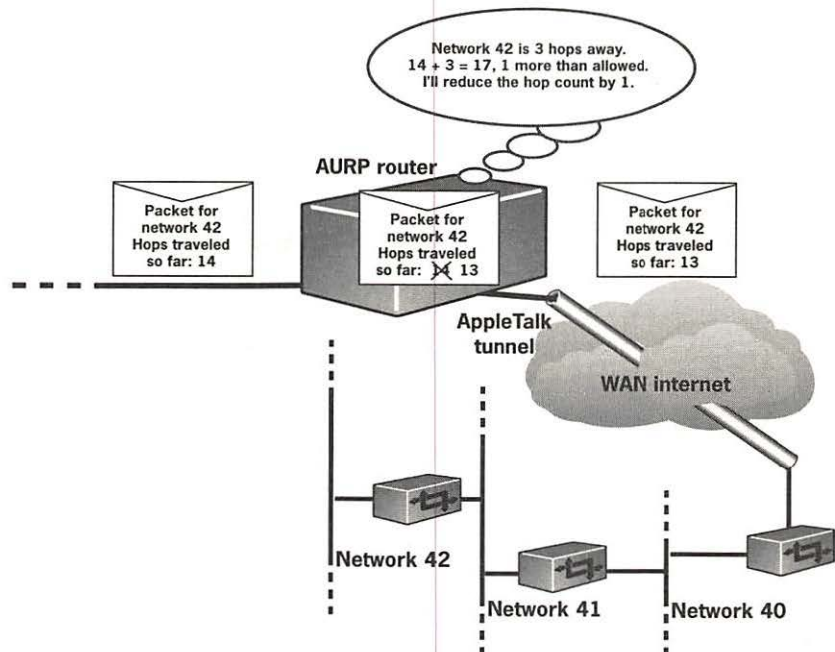 Network 42 is 3 hops away.
14 + 3 = 17, 1 more than allowed.
I'll reduce the hop count by 1.
AURP router
Packet for
network 42
Hops traveled
so far: 14
Packet for
network 42
Hops traveled
so far: 14 13
Packet for
network 42
Hops traveled
so far: 13
AppleTalk
tunnel
WAN internet
Network 42
Network 41
Network 40